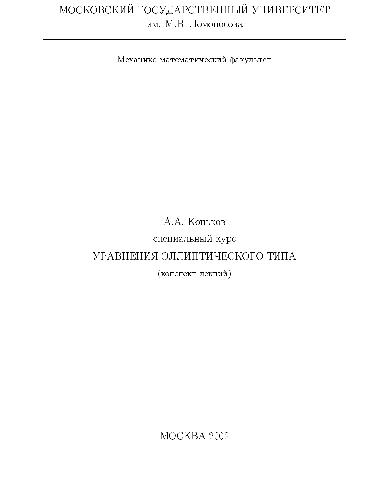 МОСКОВСКИЙ ГОСУДАРСТВЕННЫЙ УНИВЕРСИТЕТ
им. М.В. Ломоносова
Механико-математический факультет
А.А. Коньков
специальный курс
УРАВНЕНИЯ ЭЛЛИПТИЧЕСКОГО ТИПА
(конспект лекций)
МОСКВА